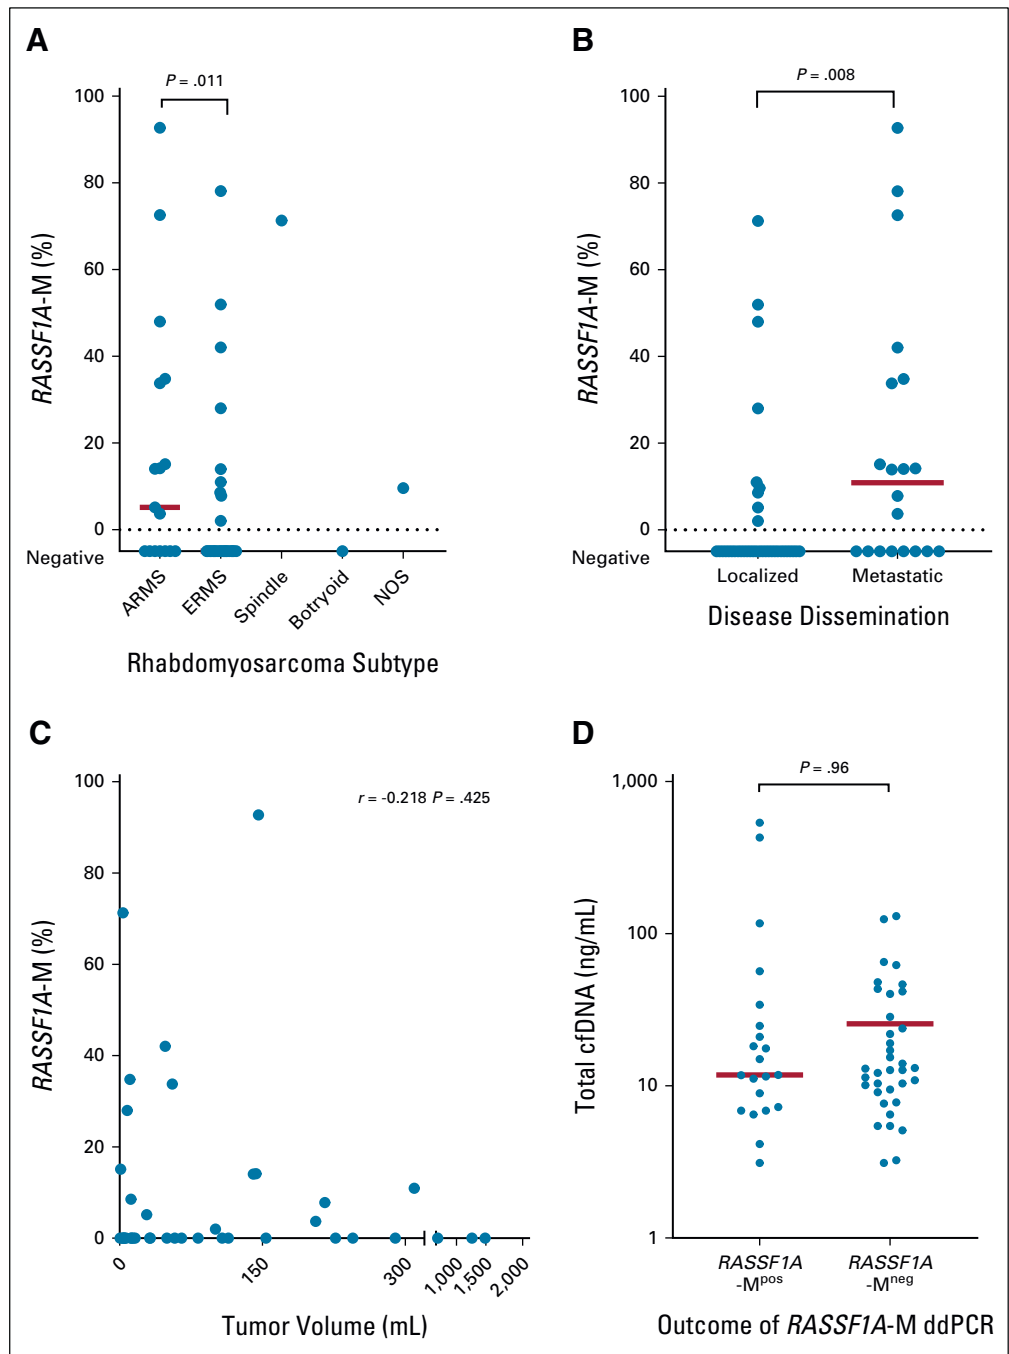 A
P = .011
100
80
60
40
20
0
Negative
RASSF1A-M (%)
ARMS
ERMS
Spindle
Botryoid
NOS
Rhabdomyosarcoma Subtype
B
P = .008
100
80
60
40
20
0
Negative
RASSF1A-M (%)
Localized
Metastatic
Disease Dissemination
C
r = -0.218 P = .425
100
80
60
40
20
0
RASSF1A-M (%)
0
150
300
1,000
1,500
2,000
Tumor Volume (mL)
D
P = .96
1,000
100
10
1
Total cfDNA (ng/mL)
RASSF1A
-Mpos
RASSF1A
-Mneg
Outcome of RASSF1A-M ddPCR